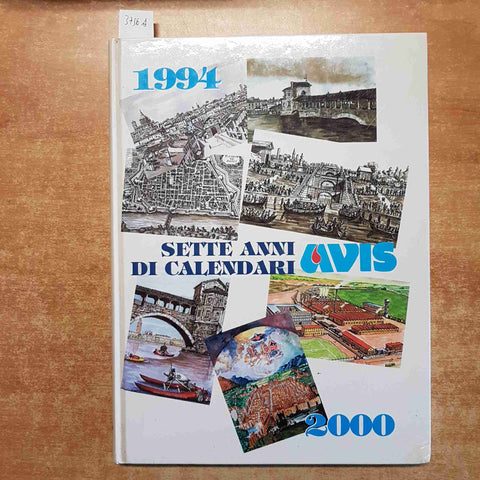 1994
SETTE ANNI
DI CALENDARI
AVIS
2000